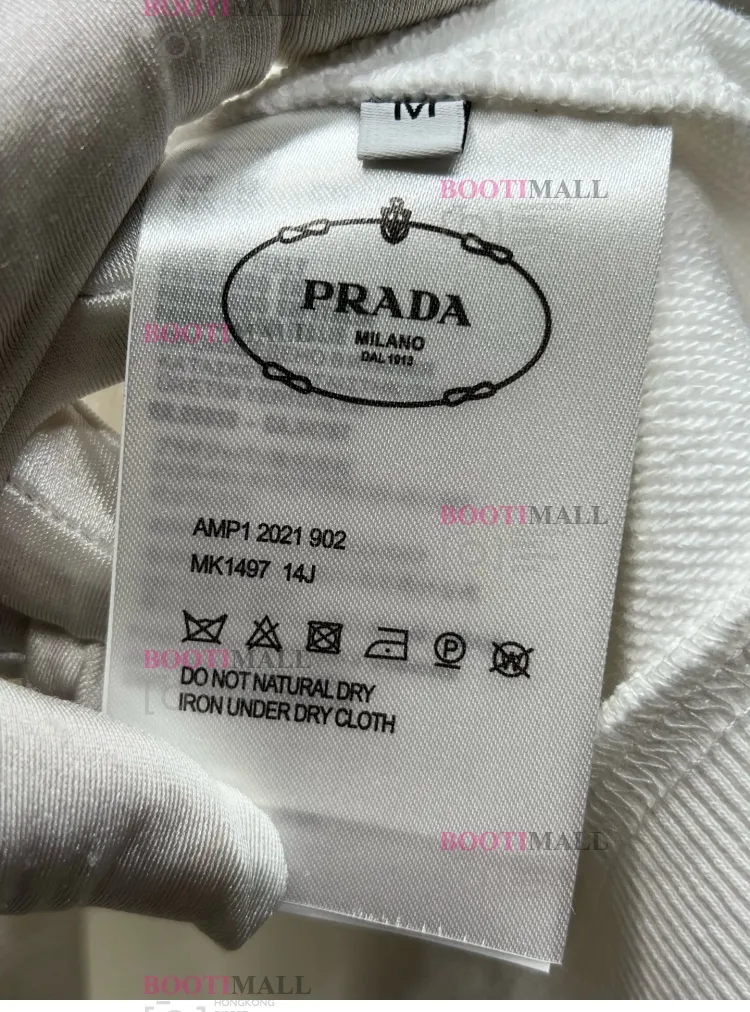 BOOTIMALL
M
BOOTIMALL
PRADA
MILANO
DAL 1913
BOOTIMALL
BOOTIMALL
AMP1 2021 902
MK1497 14J
P
W
BOOTIMALL
DO NOT NATURAL DRY
IRON UNDER DRY CLOTH
BOOTIMALL
BOOTIMALL
HONGKONG